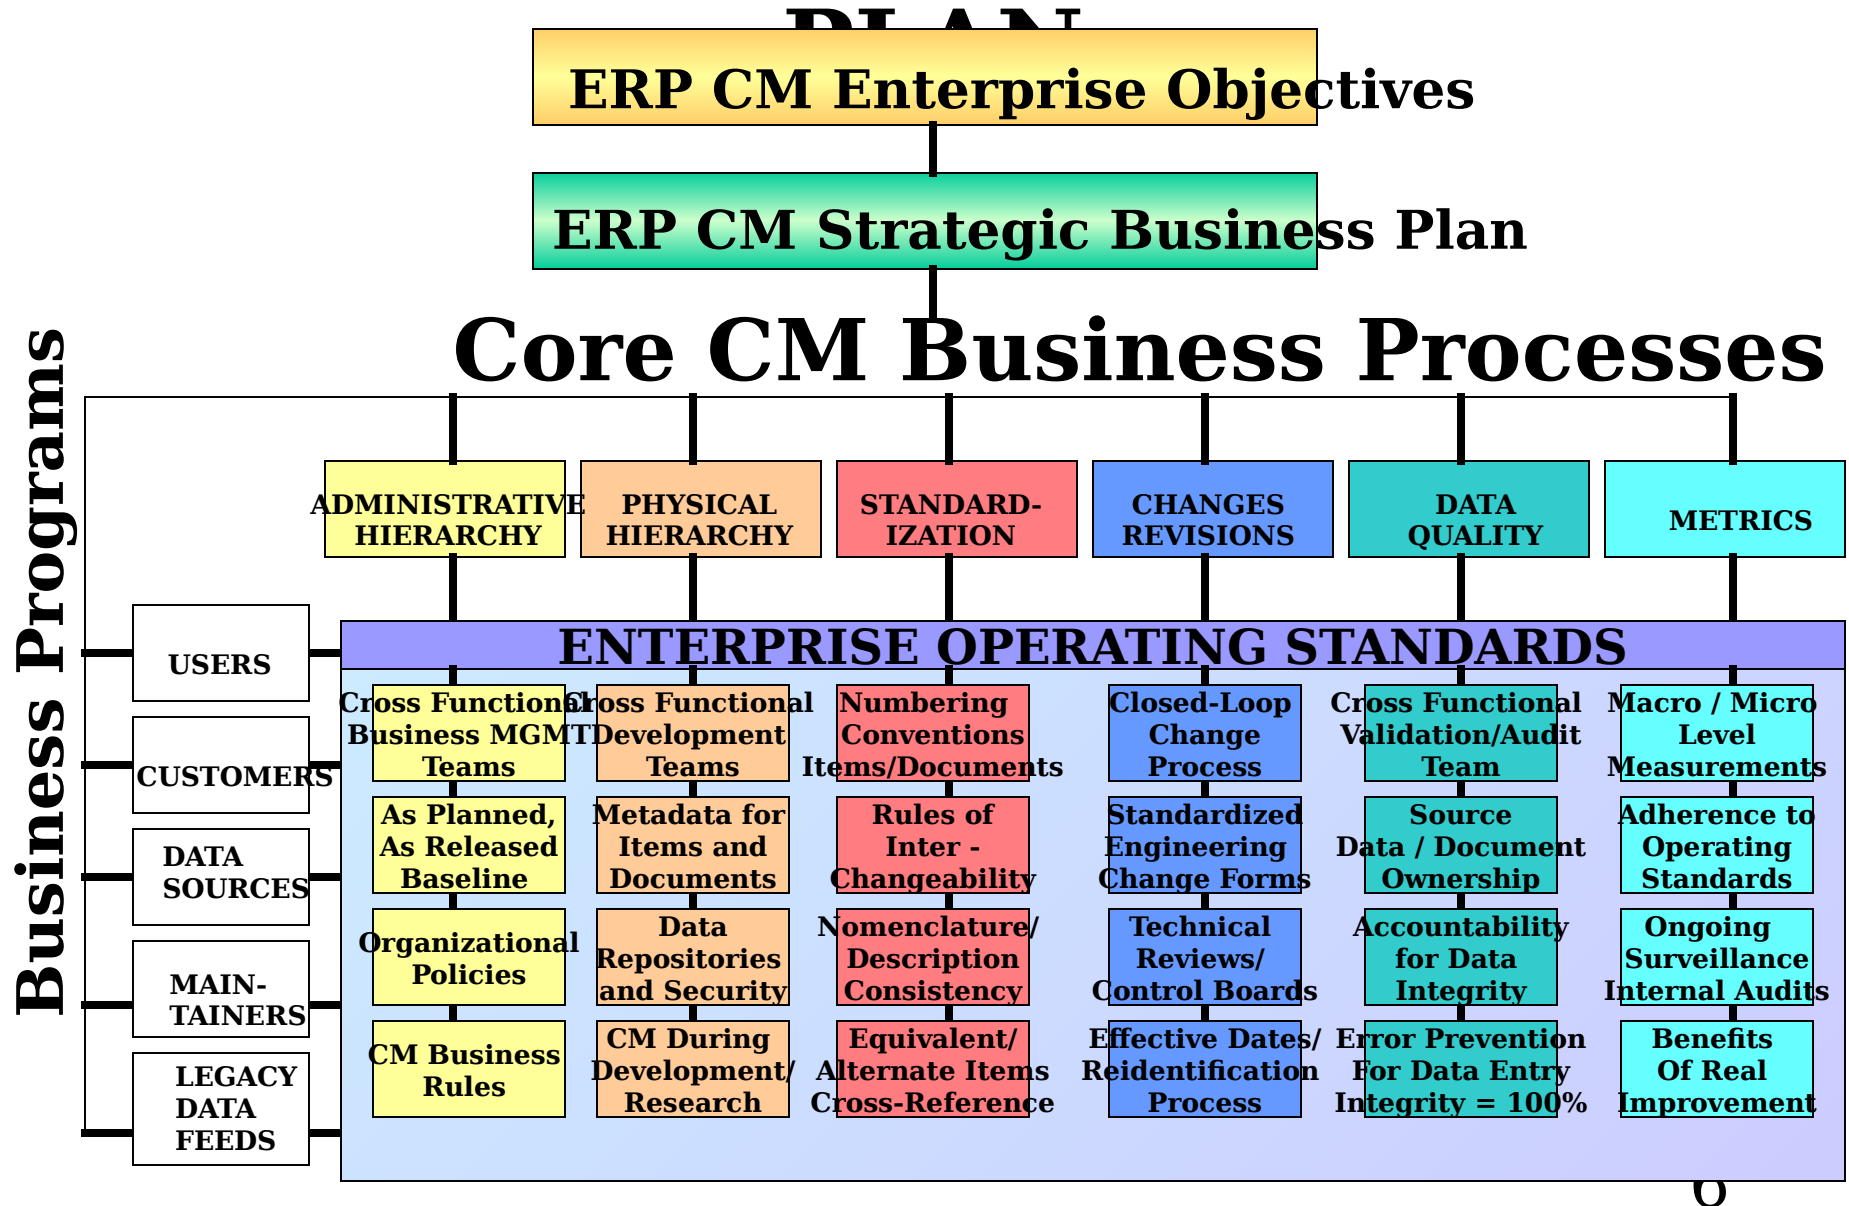 PLAN
ERP CM Enterprise Objectives
ERP CM Strategic Business Plan
Core CM Business Processes
Business Programs
ADMINISTRATIVE
HIERARCHY
PHYSICAL
HIERARCHY
STANDARD-
IZATION
CHANGES
REVISIONS
DATA
QUALITY
METRICS
USERS
CUSTOMERS
DATA
SOURCES
MAIN-
TAINERS
LEGACY
DATA
FEEDS
ENTERPRISE OPERATING STANDARDS
Cross Functional
Business MGMT
Teams
As Planned,
As Released
Baseline
Organizational
Policies
CM Business
Rules
Cross Functional
Development
Teams
Metadata for
Items and
Documents
Data
Repositories
and Security
CM During
Development/
Research
Numbering
Conventions
Items/Documents
Rules of
Inter -
Changeability
Nomenclature/
Description
Consistency
Equivalent/
Alternate Items
Cross-Reference
Closed-Loop
Change
Process
Standardized
Engineering
Change Forms
Technical
Reviews/
Control Boards
Effective Dates/
Reidentification
Process
Cross Functional
Validation/Audit
Team
Source
Data / Document
Ownership
Accountability
for Data
Integrity
Error Prevention
For Data Entry
Integrity = 100%
Macro / Micro
Level
Measurements
Adherence to
Operating
Standards
Ongoing
Surveillance
Internal Audits
Benefits
Of Real
Improvement